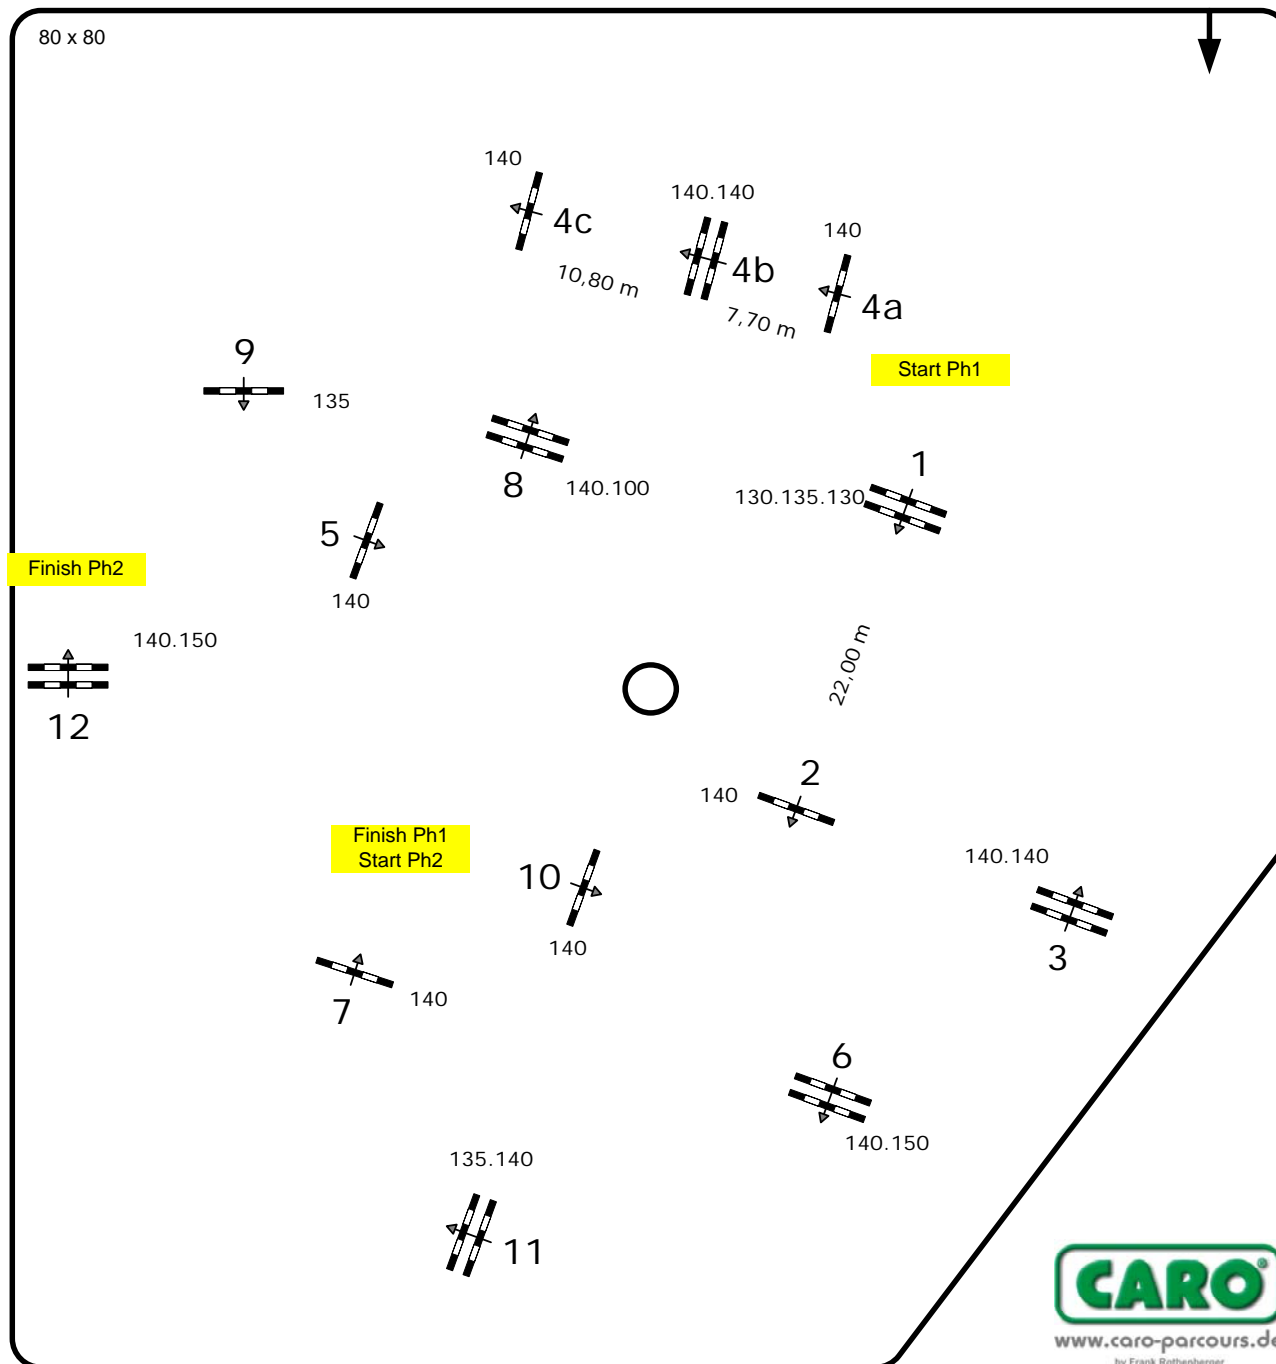 80 x 80
140
140.140
140
4c
4b
4a
10,80 m
7,70 m
Start Ph1
9
135
1
8
140.100
130.135.130
5
140
Finish Ph2
140.150
12
22,00 m
2
140
Finish Ph1
Start Ph2
10
140
140.140
3
7
140
6
140.150
135.140
11
CARO®
www.caro-parcours.de
by Frank Rothenberger